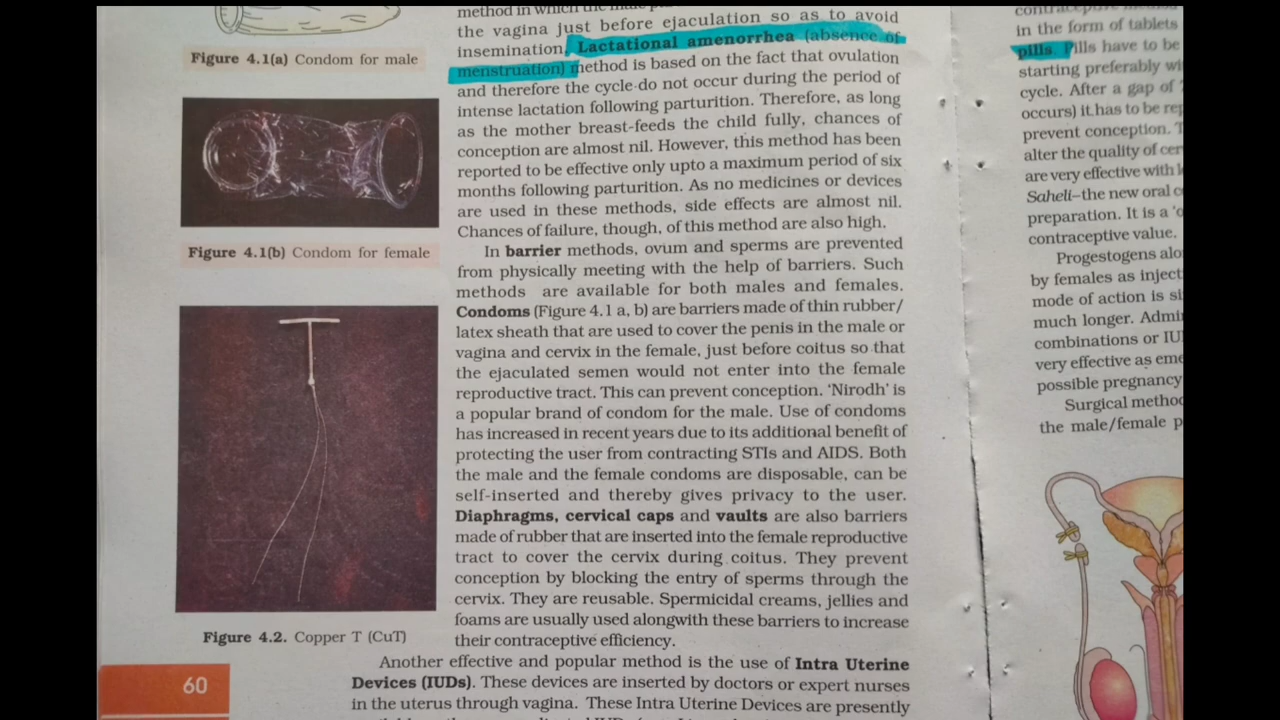 Figure 4.1(a) Condom for male
Figure 4.1(b) Condom for female
Figure 4.2. Copper T (CuT)
60
method in which the
the vagina just before ejaculation so as to avoid
insemination. Lactational amenorrhea (absence of
menstruation) method is based on the fact that ovulation
and therefore the cycle do not occur during the period of
intense lactation following parturition. Therefore, as long
as the mother breast-feeds the child fully, chances of
conception are almost nil. However, this method has been
reported to be effective only upto a maximum period of six
months following parturition. As no medicines or devices
are used in these methods, side effects are almost nil.
Chances of failure, though, of this method are also high.
In barrier methods, ovum and sperms are prevented
from physically meeting with the help of barriers. Such
methods are available for both males and females.
Condoms (Figure 4.1 a, b) are barriers made of thin rubber/
latex sheath that are used to cover the penis in the male or
vagina and cervix in the female, just before coitus so that
the ejaculated semen would not enter into the female
reproductive tract. This can prevent conception. ‘Nirodh’ is
a popular brand of condom for the male. Use of condoms
has increased in recent years due to its additional benefit of
protecting the user from contracting STIs and AIDS. Both
the male and the female condoms are disposable, can be
self-inserted and thereby gives privacy to the user.
Diaphragms, cervical caps and vaults are also barriers
made of rubber that are inserted into the female reproductive
tract to cover the cervix during coitus. They prevent
conception by blocking the entry of sperms through the
cervix. They are reusable. Spermicidal creams, jellies and
foams are usually used alongwith these barriers to increase
their contraceptive efficiency.
Another effective and popular method is the use of Intra Uterine
Devices (IUDs). These devices are inserted by doctors or expert nurses
in the uterus through vagina. These Intra Uterine Devices are presently
in the form of tablets
pills. Pills have to be
starting preferably
cycle. After a gap of
occurs) it has to be
prevent conception.
alter the quality of
are very effective with
Saheli–the new oral
preparation. It is a
contraceptive value.
Progestogens
by females as
mode of action is
much longer.
combinations or
very effective as
possible pregnancy
Surgical
the male/female